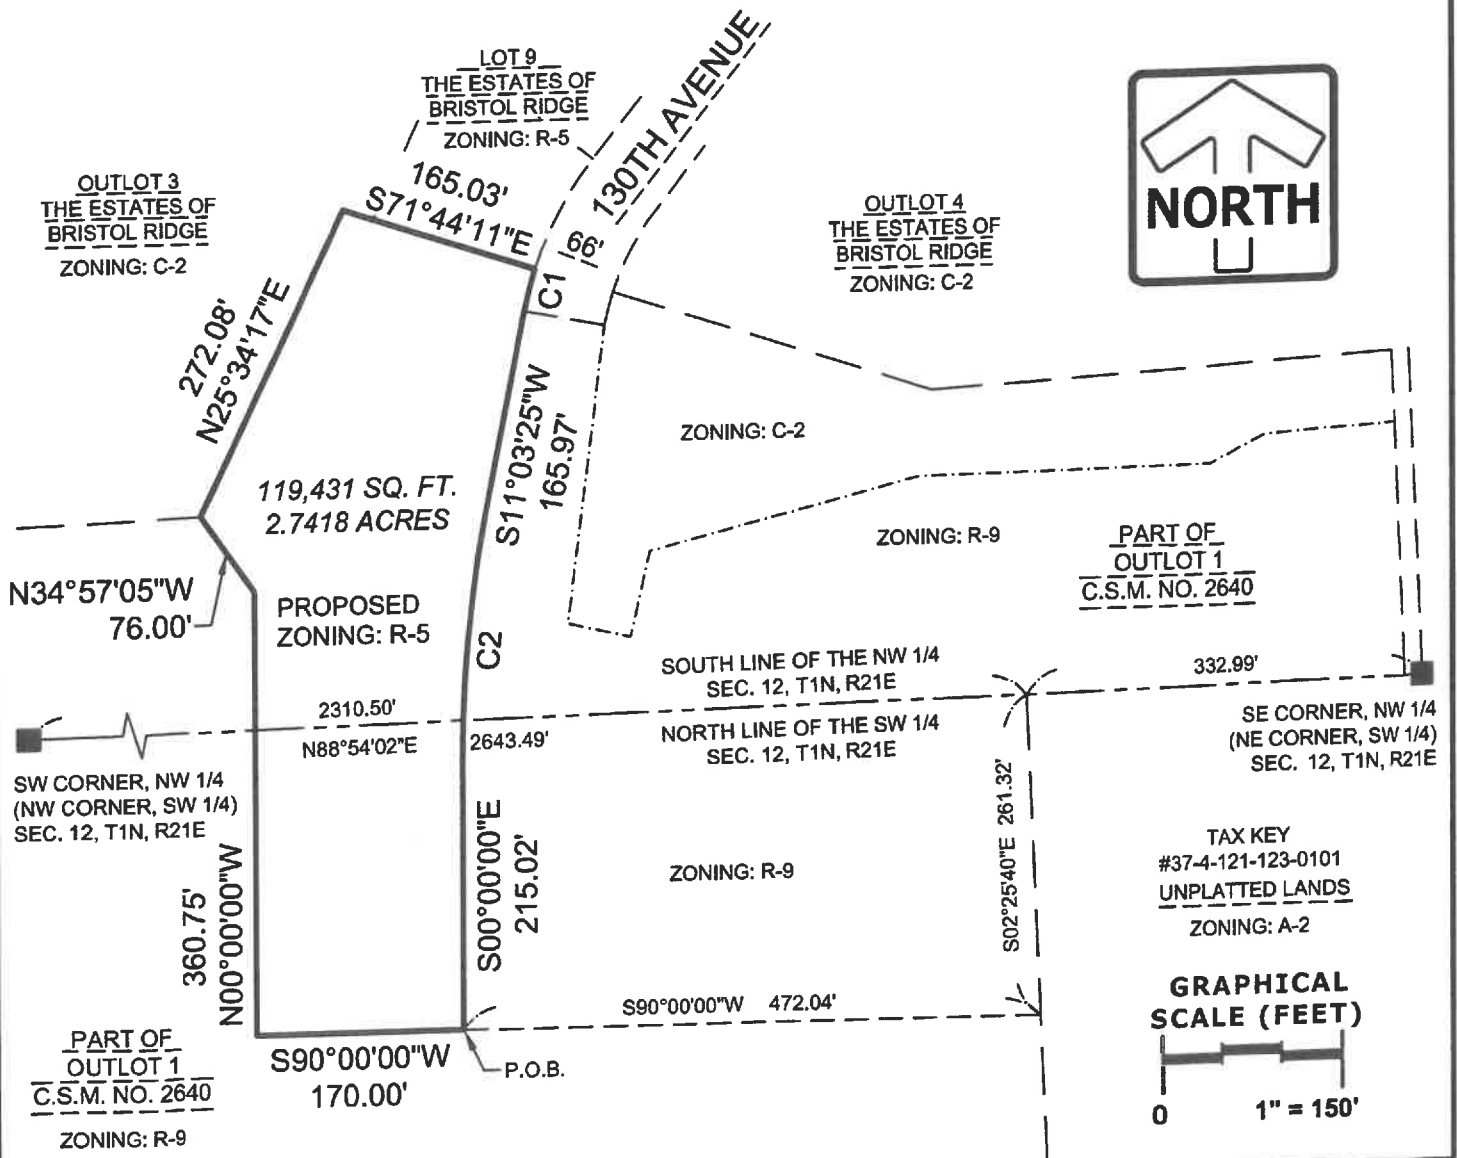 LOT 9
THE ESTATES OF
BRISTOL RIDGE
ZONING: R-5
130TH AVENUE
66'
NORTH
OUTLOT 3
THE ESTATES OF
BRISTOL RIDGE
ZONING: C-2
165.03'
S71°44'11"E
OUTLOT 4
THE ESTATES OF
BRISTOL RIDGE
ZONING: C-2
C1
272.08'
N25°34'17"E
S11°03'25"W
165.97'
ZONING: C-2
119,431 SQ. FT.
2.7418 ACRES
ZONING: R-9
PART OF
OUTLOT 1
C.S.M. NO. 2640
N34°57'05"W
76.00'
PROPOSED
ZONING: R-5
C2
SOUTH LINE OF THE NW 1/4
SEC. 12, T1N, R21E
332.99'
2310.50'
N88°54'02"E
2643.49'
NORTH LINE OF THE SW 1/4
SEC. 12, T1N, R21E
SE CORNER, NW 1/4
(NE CORNER, SW 1/4)
SEC. 12, T1N, R21E
SW CORNER, NW 1/4
(NW CORNER, SW 1/4)
SEC. 12, T1N, R21E
360.75'
N00°00'00"W
S00°00'00"E
215.02'
ZONING: R-9
S02°25'40"E 261.32'
TAX KEY
#37-4-121-123-0101
UNPLATTED LANDS
ZONING: A-2
S90°00'00"W 472.04'
GRAPHICAL
SCALE (FEET)
0
1" = 150'
PART OF
OUTLOT 1
C.S.M. NO. 2640
ZONING: R-9
S90°00'00"W
170.00'
P.O.B.